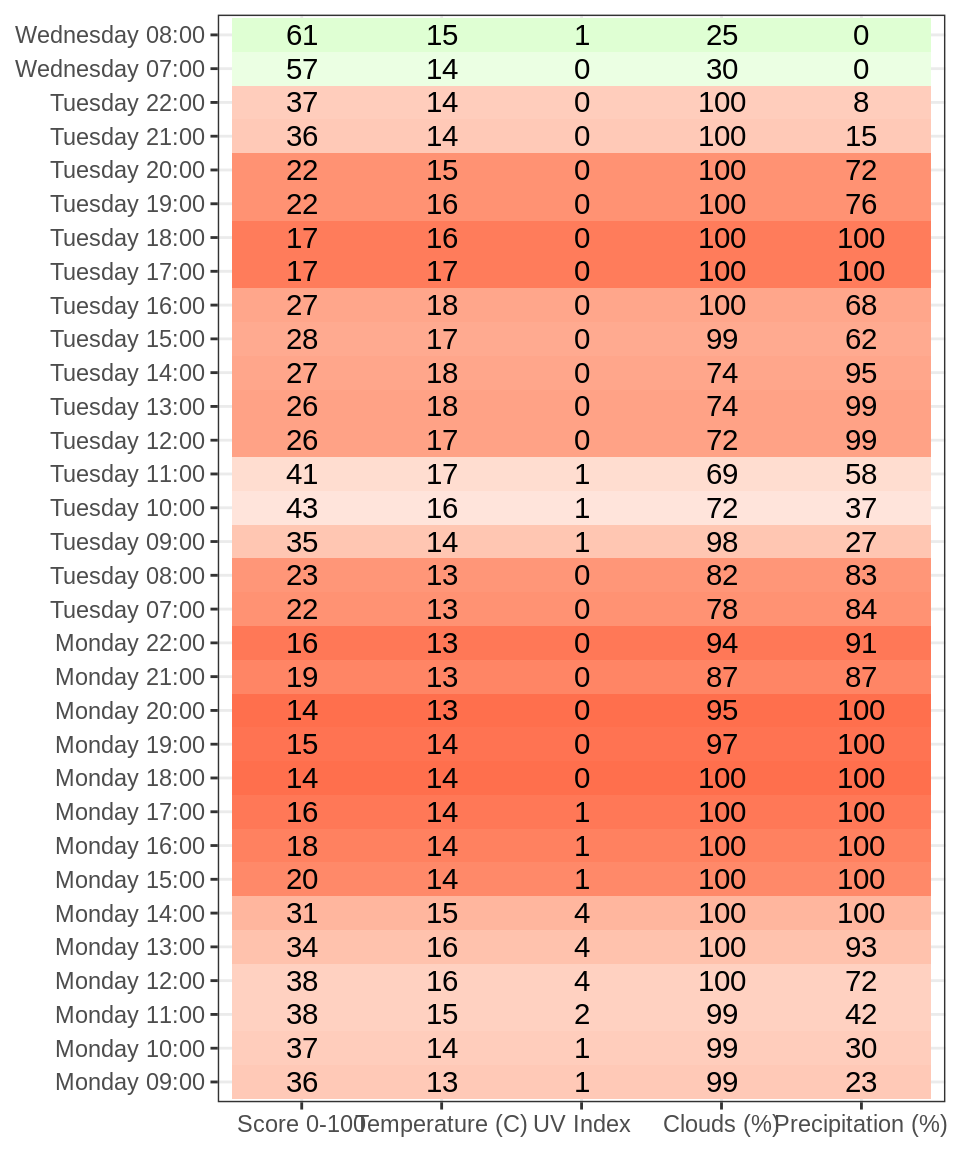 Wednesday 08:00 61 15 1 25 0
Wednesday 07:00 57 14 0 30 0
Tuesday 22:00 37 14 0 100 8
Tuesday 21:00 36 14 0 100 15
Tuesday 20:00 22 15 0 100 72
Tuesday 19:00 22 16 0 100 76
Tuesday 18:00 17 16 0 100 100
Tuesday 17:00 17 17 0 100 100
Tuesday 16:00 27 18 0 100 68
Tuesday 15:00 28 17 0 99 62
Tuesday 14:00 27 18 0 74 95
Tuesday 13:00 26 18 0 74 99
Tuesday 12:00 26 17 0 72 99
Tuesday 11:00 41 17 1 69 58
Tuesday 10:00 43 16 1 72 37
Tuesday 09:00 35 14 1 98 27
Tuesday 08:00 23 13 0 82 83
Tuesday 07:00 22 13 0 78 84
Monday 22:00 16 13 0 94 91
Monday 21:00 19 13 0 87 87
Monday 20:00 14 13 0 95 100
Monday 19:00 15 14 0 97 100
Monday 18:00 14 14 0 100 100
Monday 17:00 16 14 1 100 100
Monday 16:00 18 14 1 100 100
Monday 15:00 20 14 1 100 100
Monday 14:00 31 15 4 100 100
Monday 13:00 34 16 4 100 93
Monday 12:00 38 16 4 100 72
Monday 11:00 38 15 2 99 42
Monday 10:00 37 14 1 99 30
Monday 09:00 36 13 1 99 23
Score 0-100 Temperature (C) UV Index Clouds (%) Precipitation (%)